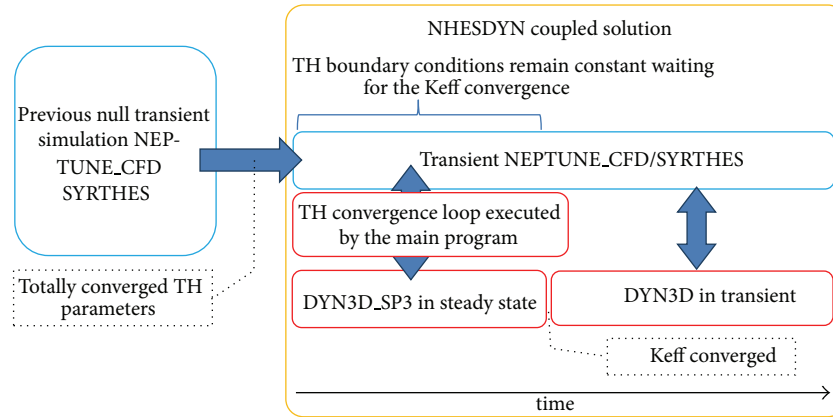 NHESDYN coupled solution
TH boundary conditions remain constant waiting
for the Keff convergence
Previous null transient
simulation NEP-
TUNE_CFD
SYRTHES
Transient NEPTUNE_CFD/SYRTHES
TH convergence loop executed
by the main program
Totally converged TH
parameters
DYN3D_SP3 in steady state
DYN3D in transient
Keff converged
time